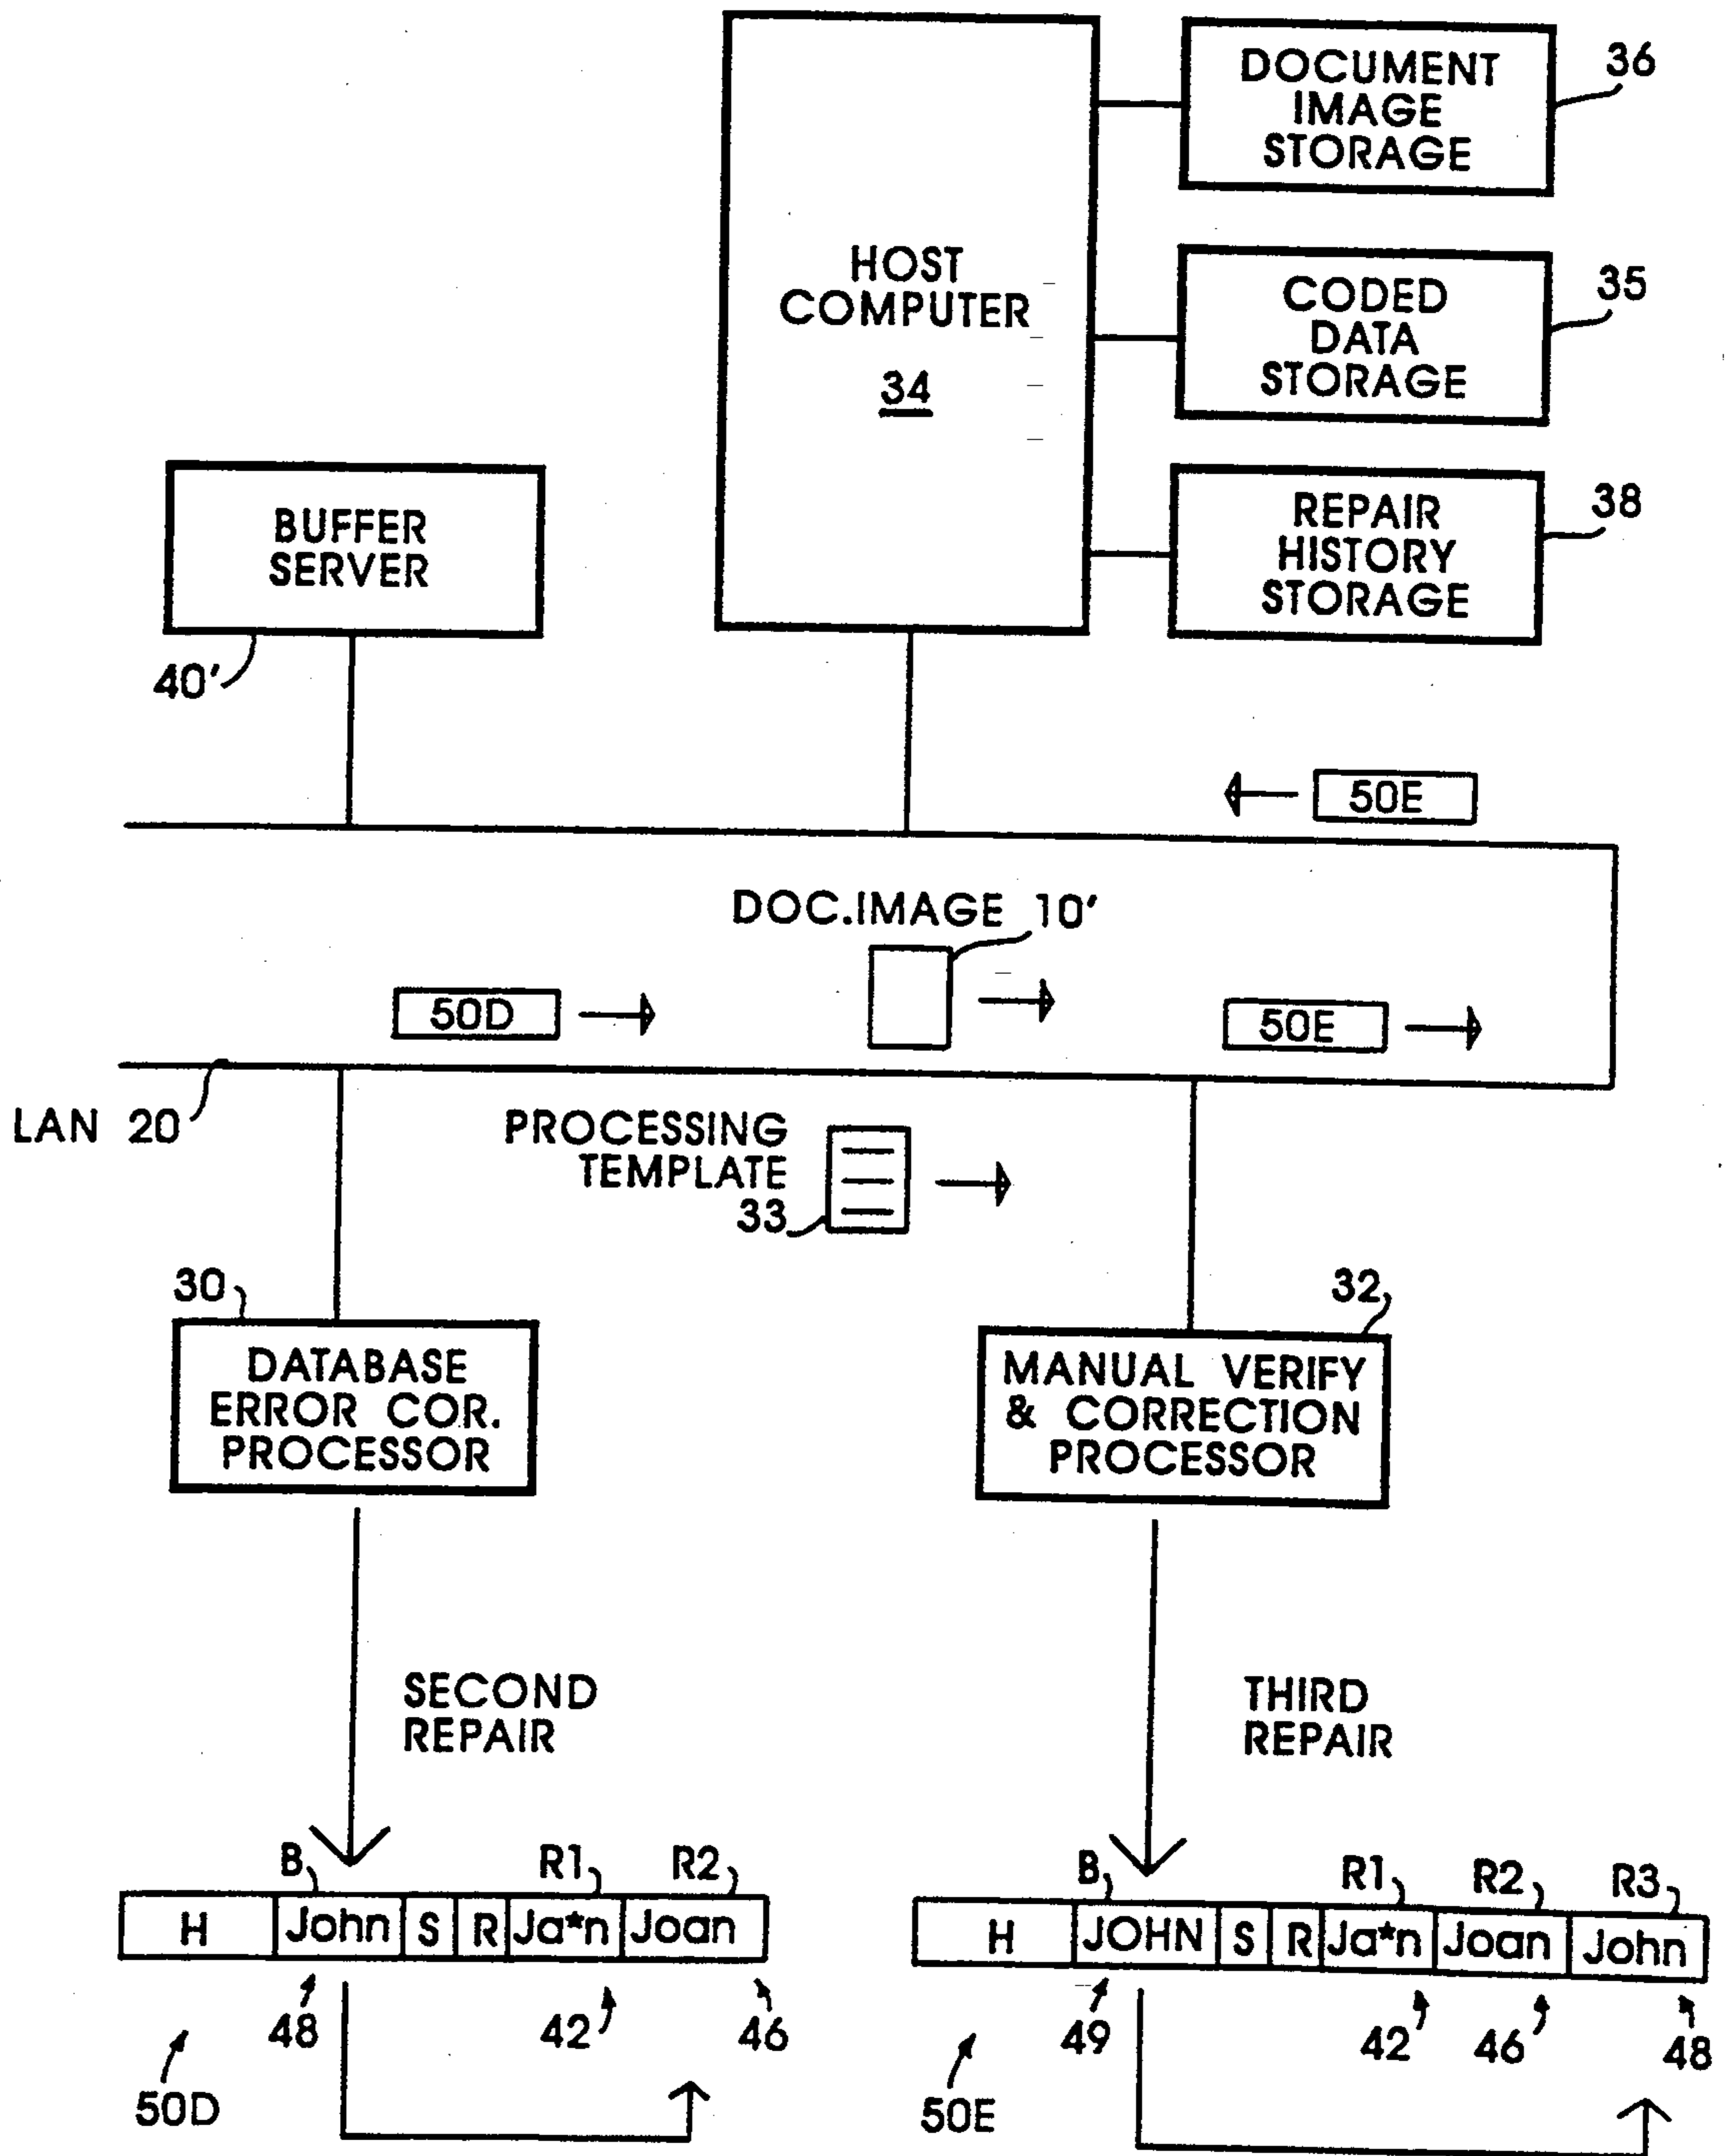 DOCUMENT
IMAGE
STORAGE
36
HOST
COMPUTER
34
CODED
DATA
STORAGE
35
BUFFER
SERVER
40'
REPAIR
HISTORY
STORAGE
38
50E
DOC.IMAGE 10'
50D
50E
LAN 20
PROCESSING
TEMPLATE
33
30
DATABASE
ERROR COR.
PROCESSOR
32
MANUAL VERIFY
& CORRECTION
PROCESSOR
SECOND
REPAIR
THIRD
REPAIR
B R1 R2
H John S R Ja*n Joan
48 42 46
50D
B R1 R2 R3
H JOHN S R Ja*n Joan John
49 42 46 48
50E